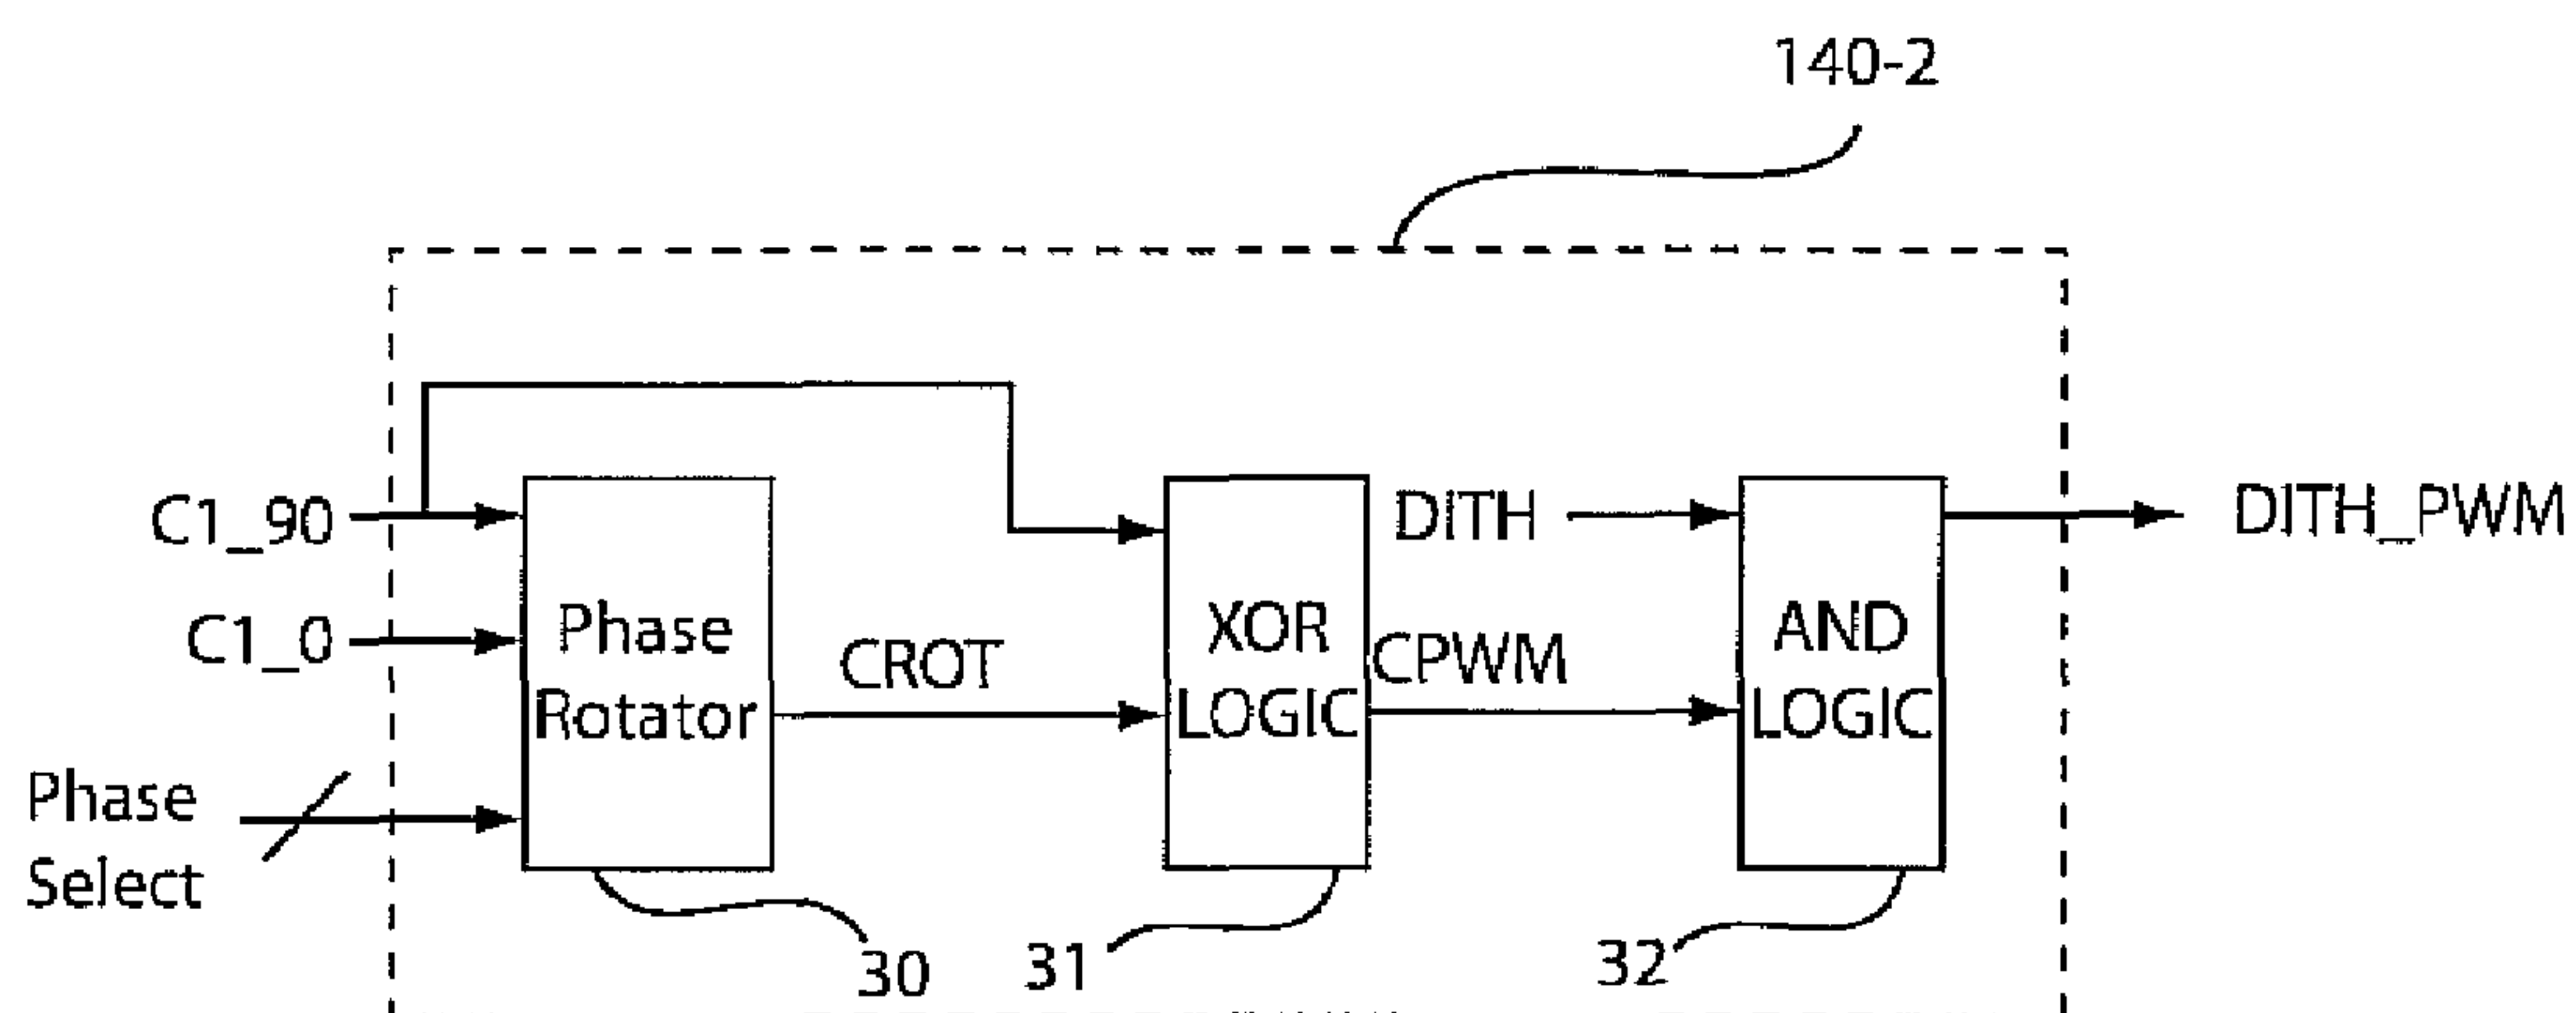 140-2
C1_90
C1_0
Phase
Select
Phase
Rotator
CROT
XOR
LOGIC
DITH
CPWM
AND
LOGIC
DITH_PWM
30
31
32